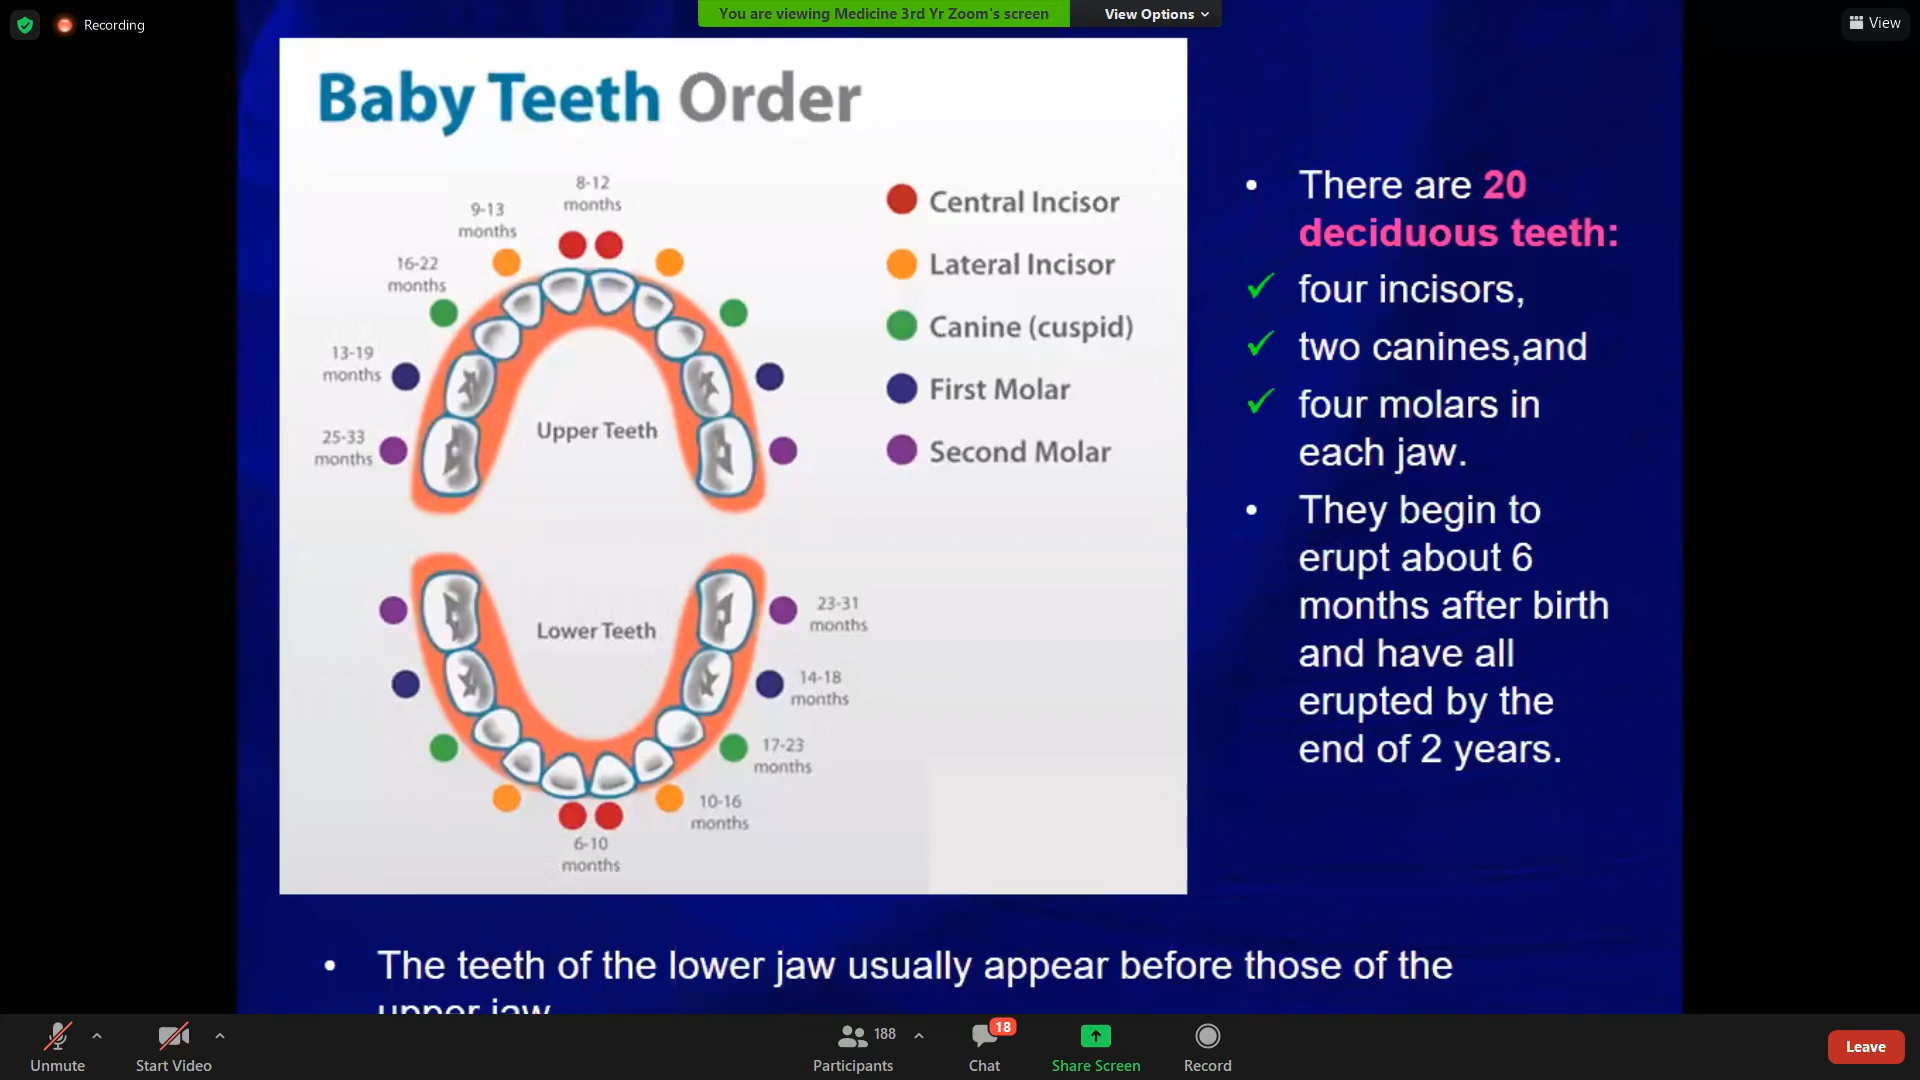 Recording
You are viewing Medicine 3rd Yr Zoom's screen
View Options
View
Baby Teeth Order
8-12
months
9-13
months
16-22
months
13-19
months
25-33
months
Upper Teeth
Central Incisor
Lateral Incisor
Canine (cuspid)
First Molar
Second Molar
Lower Teeth
23-31
months
14-18
months
17-23
months
10-16
months
6-10
months
• There are 20
deciduous teeth:
✓ four incisors,
✓ two canines,and
✓ four molars in
each jaw.
• They begin to
erupt about 6
months after birth
and have all
erupted by the
end of 2 years.
• The teeth of the lower jaw usually appear before those of the
upper jaw
Unmute
Start Video
188
Participants
18
Chat
Share Screen
Record
Leave